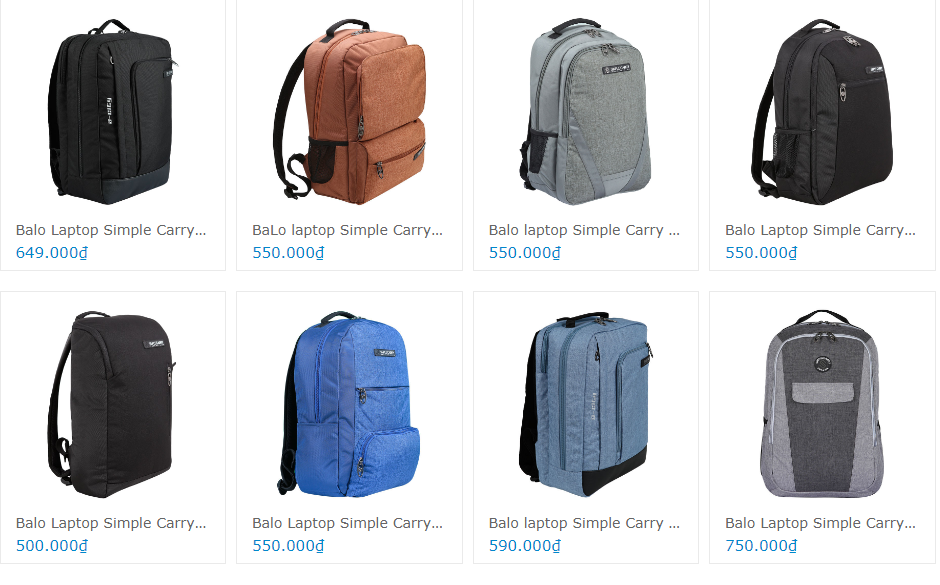 Balo Laptop Simple Carry...
649.000₫
BaLo laptop Simple Carry...
550.000₫
Balo laptop Simple Carry ...
550.000₫
Balo Laptop Simple Carry...
550.000₫
Balo Laptop Simple Carry...
500.000₫
Balo Laptop Simple Carry...
550.000₫
Balo laptop Simple Carry ...
590.000₫
Balo Laptop Simple Carry...
750.000₫